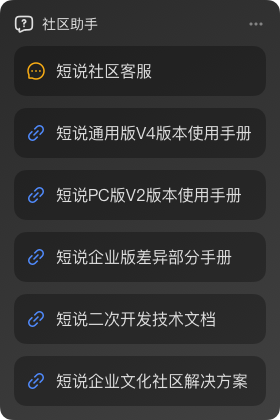 社区助手
短说社区客服
短说通用版V4版本使用手册
短说PC版V2版本使用手册
短说企业版差异部分手册
短说二次开发技术文档
短说企业文化社区解决方案